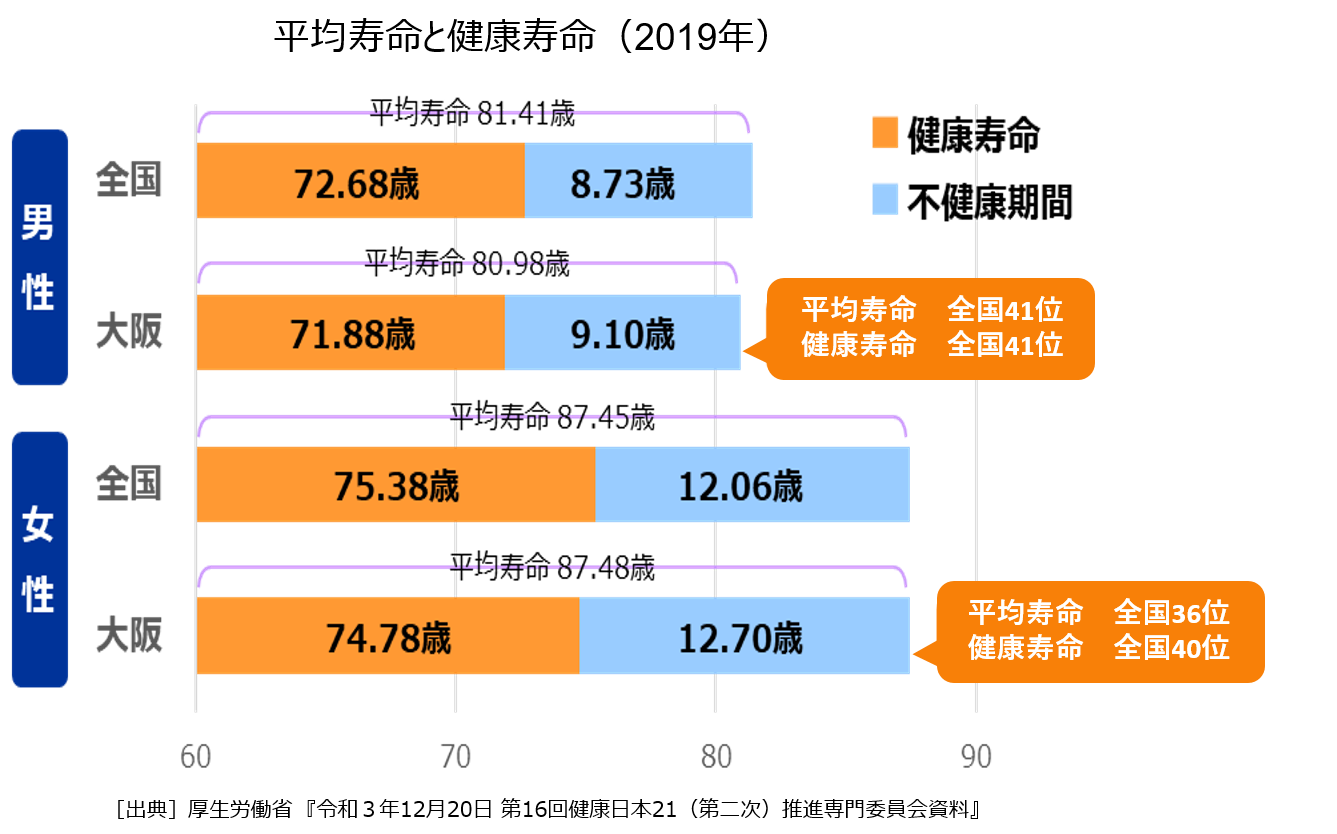 平均寿命と健康寿命（2019年）
平均寿命 81.41歳
健康寿命
不健康期間
男性
全国
72.68歳
8.73歳
平均寿命 80.98歳
大阪
71.88歳
9.10歳
平均寿命　全国41位
健康寿命　全国41位
平均寿命 87.45歳
女性
全国
75.38歳
12.06歳
平均寿命 87.48歳
大阪
74.78歳
12.70歳
平均寿命　全国36位
健康寿命　全国40位
60 70 80 90
［出典］厚生労働省『令和３年12月20日 第16回健康日本21（第二次）推進専門委員会資料』